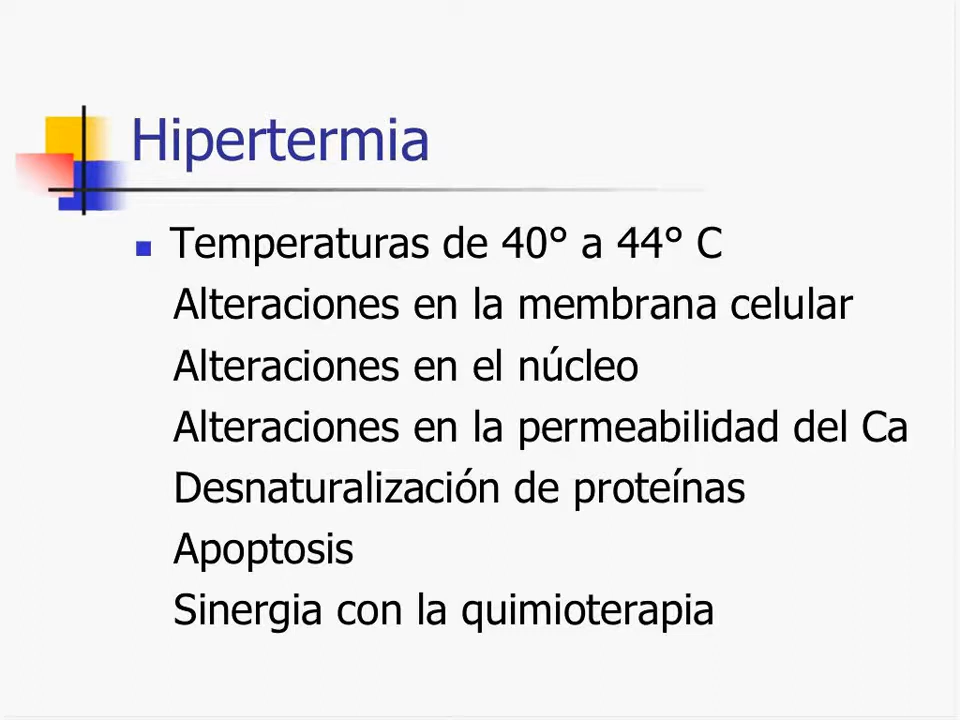 Hipertermia
Temperaturas de 40° a 44° C
Alteraciones en la membrana celular
Alteraciones en el núcleo
Alteraciones en la permeabilidad del Ca
Desnaturalización de proteínas
Apoptosis
Sinergia con la quimioterapia